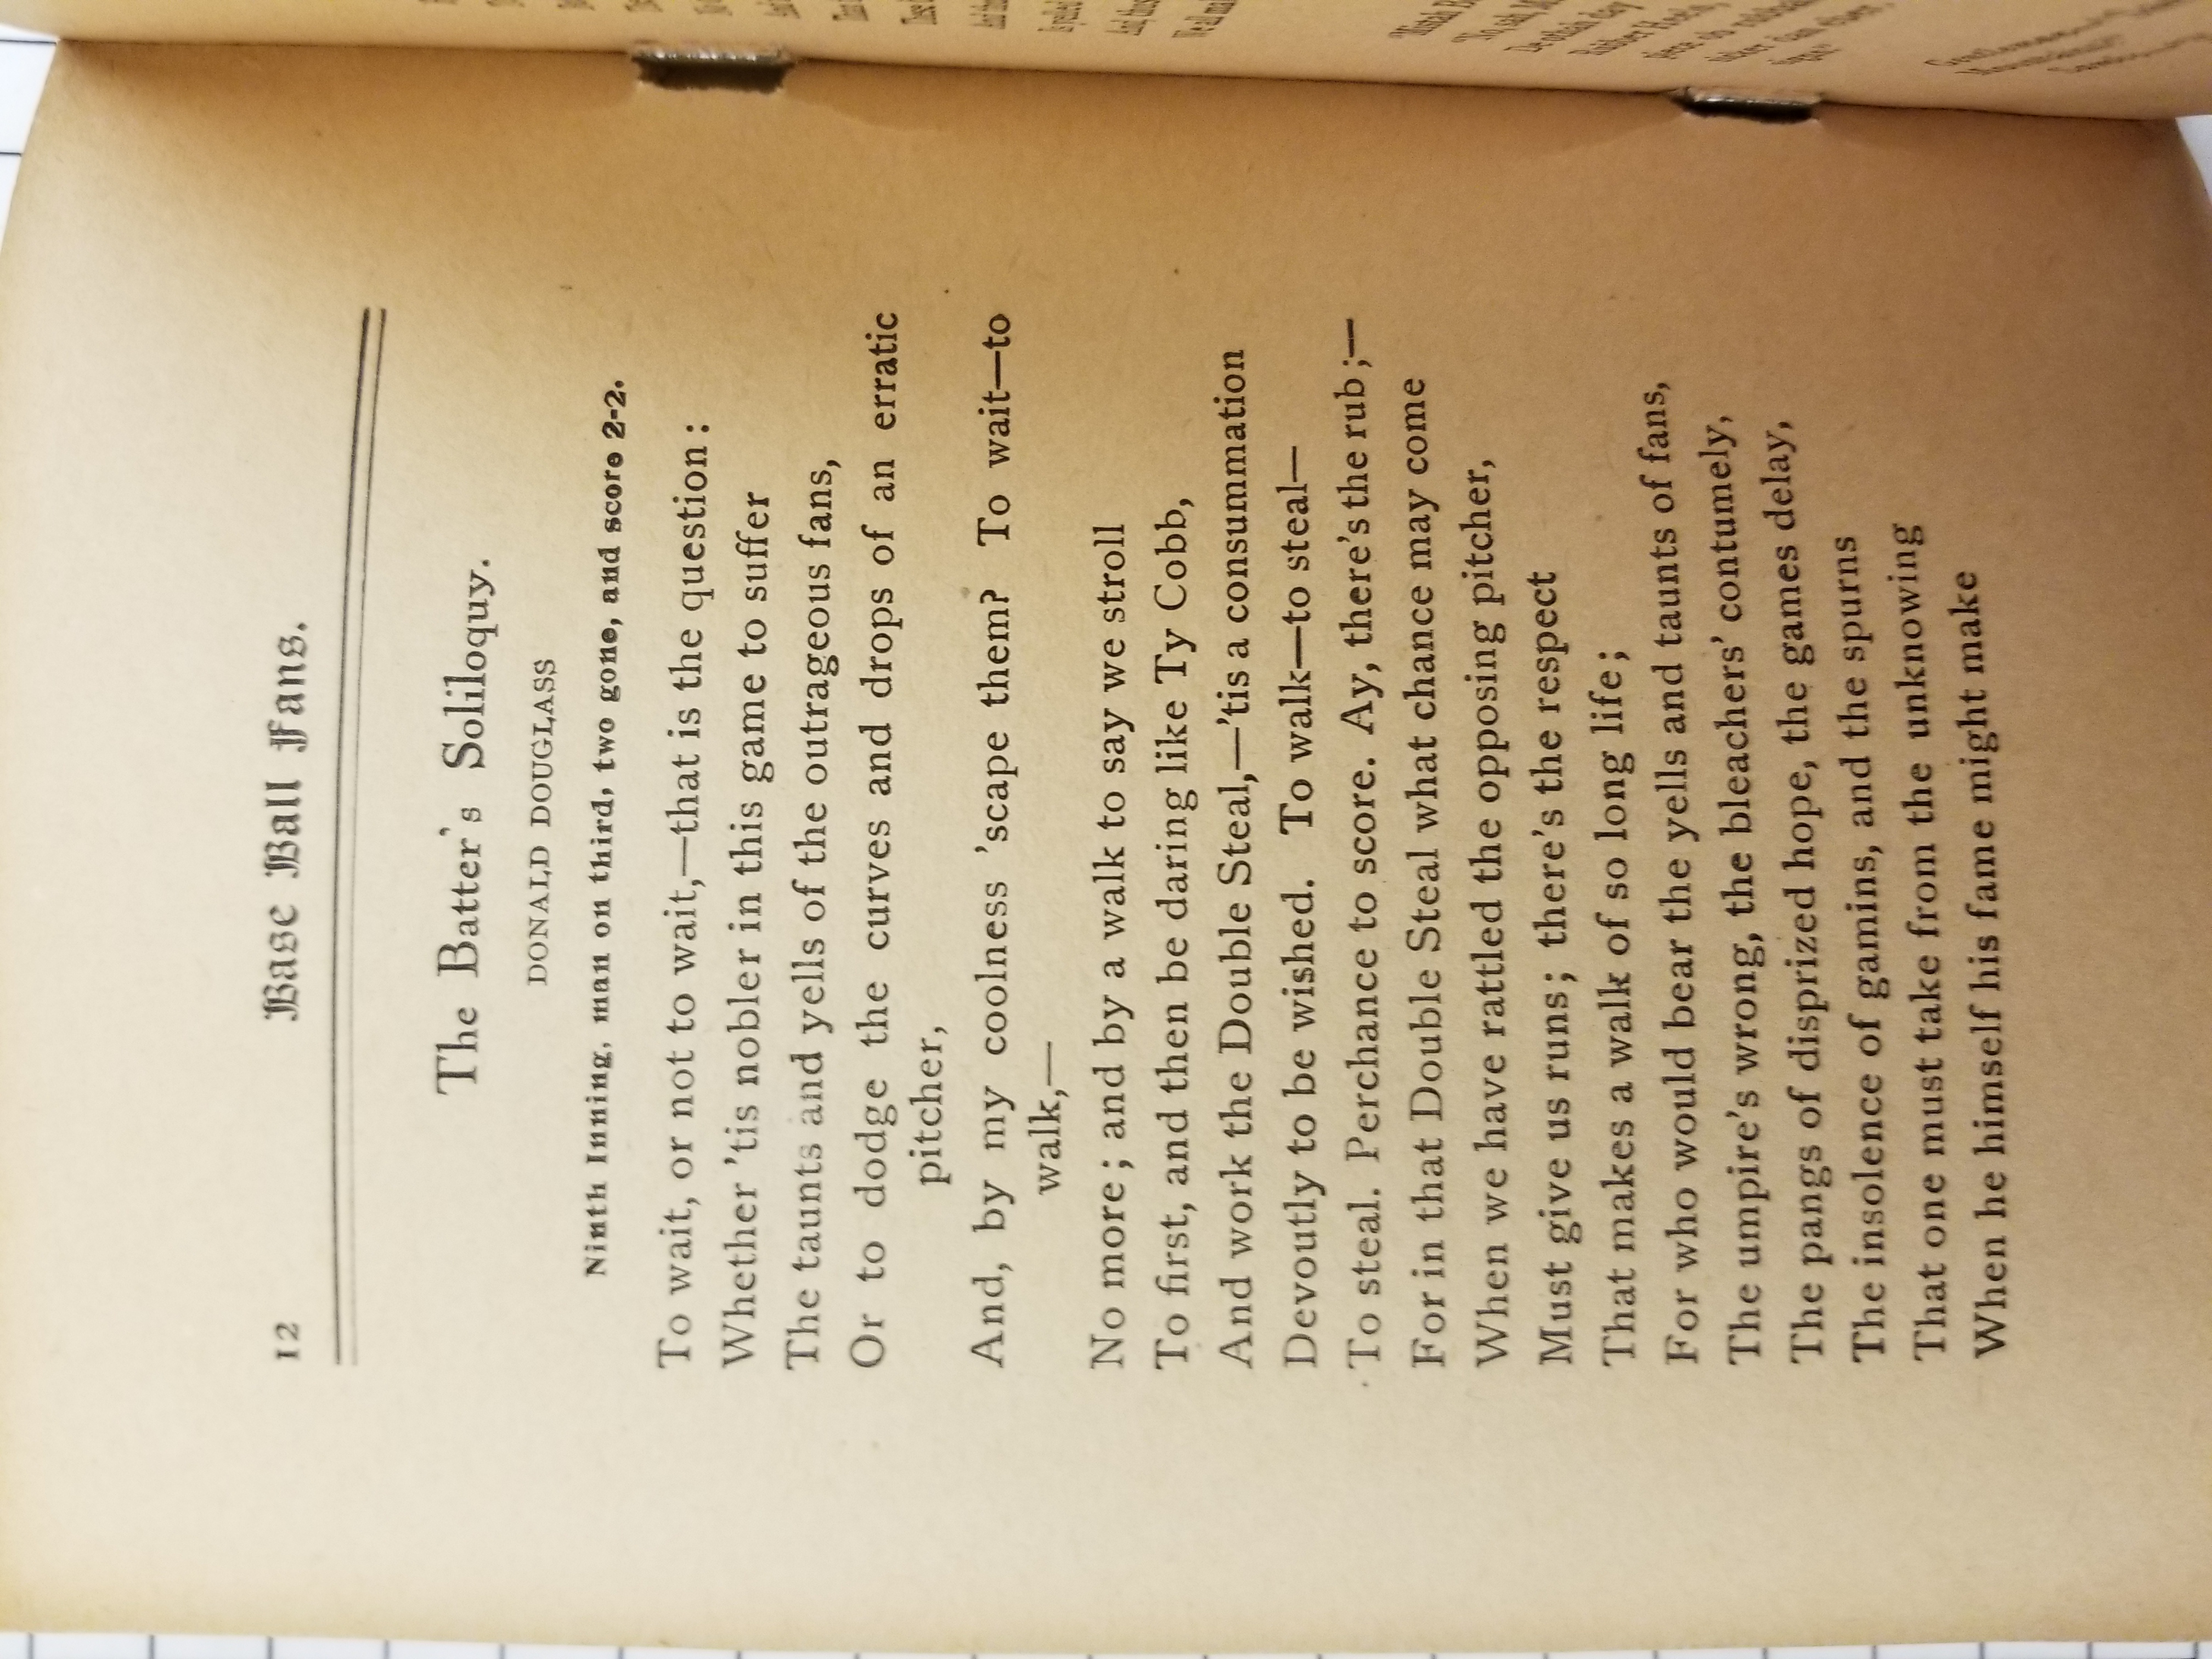 12 Base Ball Fans.
The Batter's Soliloquy.
DONALD DOUGLASS
Ninth Inning, man on third, two gone, and score 2-2.
To wait, or not to wait,—that is the question:
Whether 'tis nobler in this game to suffer
The taunts and yells of the outrageous fans,
Or to dodge the curves and drops of an erratic
pitcher,
And, by my coolness 'scape them? To wait—to
walk,—
No more; and by a walk to say we stroll
To first, and then be daring like Ty Cobb,
And work the Double Steal,—'tis a consummation
Devoutly to be wished. To walk—to steal—
To steal. Perchance to score. Ay, there's the rub;—
For in that Double Steal what chance may come
When we have rattled the opposing pitcher,
Must give us runs; there's the respect
That makes a walk of so long life;
For who would bear the yells and taunts of fans,
The umpire's wrong, the bleachers' contumely,
The pangs of disprized hope, the games delay,
The insolence of gamins, and the spurns
That one must take from the unknowing
When he himself his fame might make